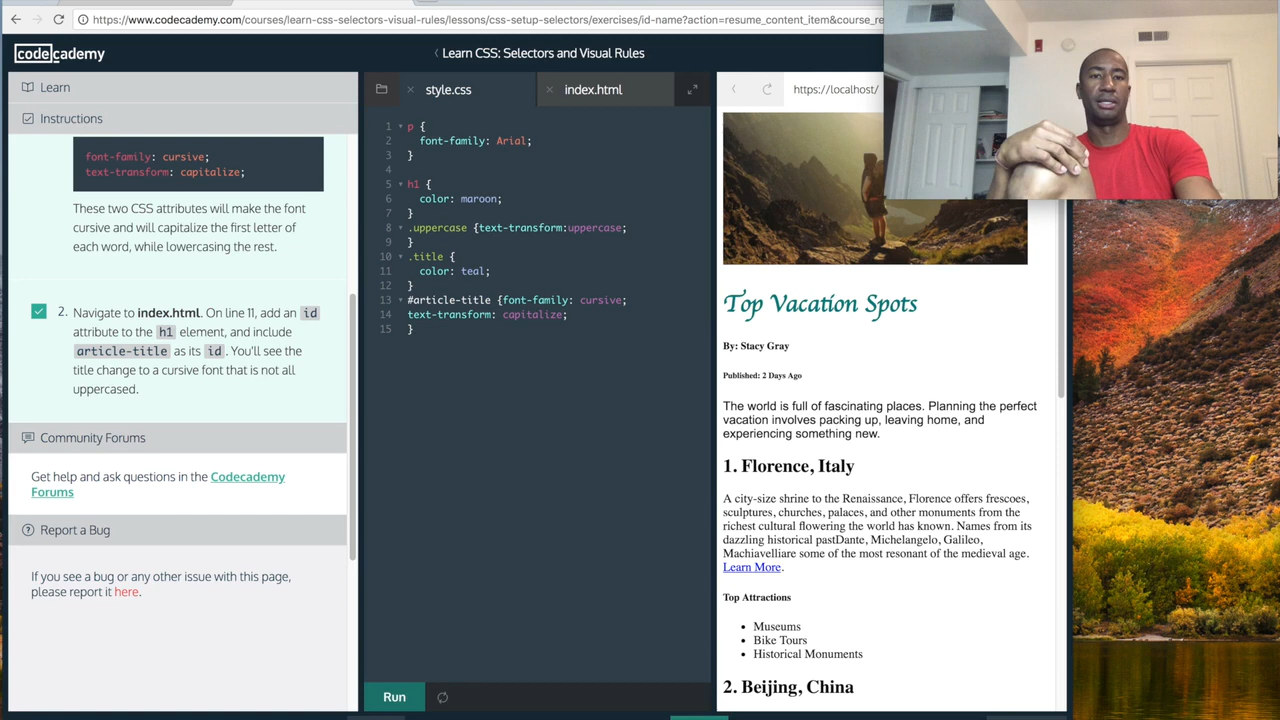 https://www.codecademy.com/courses/learn-css-selectors-visual-rules/lessons/css-setup-selectors/exercises/id-name?action=resume_content_item&course_re
codecademy
Learn CSS: Selectors and Visual Rules
Learn
Instructions
font-family: cursive;
text-transform: capitalize;
These two CSS attributes will make the font
cursive and will capitalize the first letter of
each word, while lowercasing the rest.
2. Navigate to index.html. On line 11, add an id
attribute to the h1 element, and include
article-title as its id. You'll see the
title change to a cursive font that is not all
uppercased.
Community Forums
Get help and ask questions in the Codecademy
Forums
Report a Bug
If you see a bug or any other issue with this page,
please report it here.
style.css
index.html
1 p {
2 font-family: Arial;
3 }
4
5 h1 {
6 color: maroon;
7 }
8 .uppercase {text-transform:uppercase;
9 }
10 .title {
11 color: teal;
12 }
13 #article-title {font-family: cursive;
14 text-transform: capitalize;
15 }
Run
https://localhost/
Top Vacation Spots
By: Stacy Gray
Published: 2 Days Ago
The world is full of fascinating places. Planning the perfect
vacation involves packing up, leaving home, and
experiencing something new.
1. Florence, Italy
A city-size shrine to the Renaissance, Florence offers frescoes,
sculptures, churches, palaces, and other monuments from the
richest cultural flowering the world has known. Names from its
dazzling historical pastDante, Michelangelo, Galileo,
Machiavelliare some of the most resonant of the medieval age.
Learn More.
Top Attractions
• Museums
• Bike Tours
• Historical Monuments
2. Beijing, China